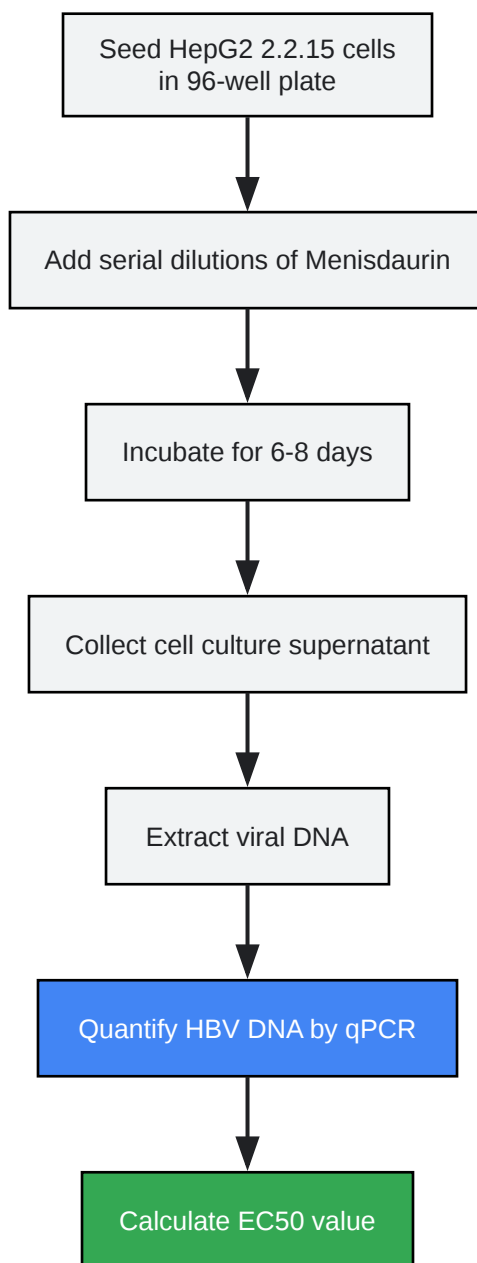 Seed HepG2 2.2.15 cells
in 96-well plate
Add serial dilutions of Menisdaurin
Incubate for 6-8 days
Collect cell culture supernatant
Extract viral DNA
Quantify HBV DNA by qPCR
Calculate EC50 value